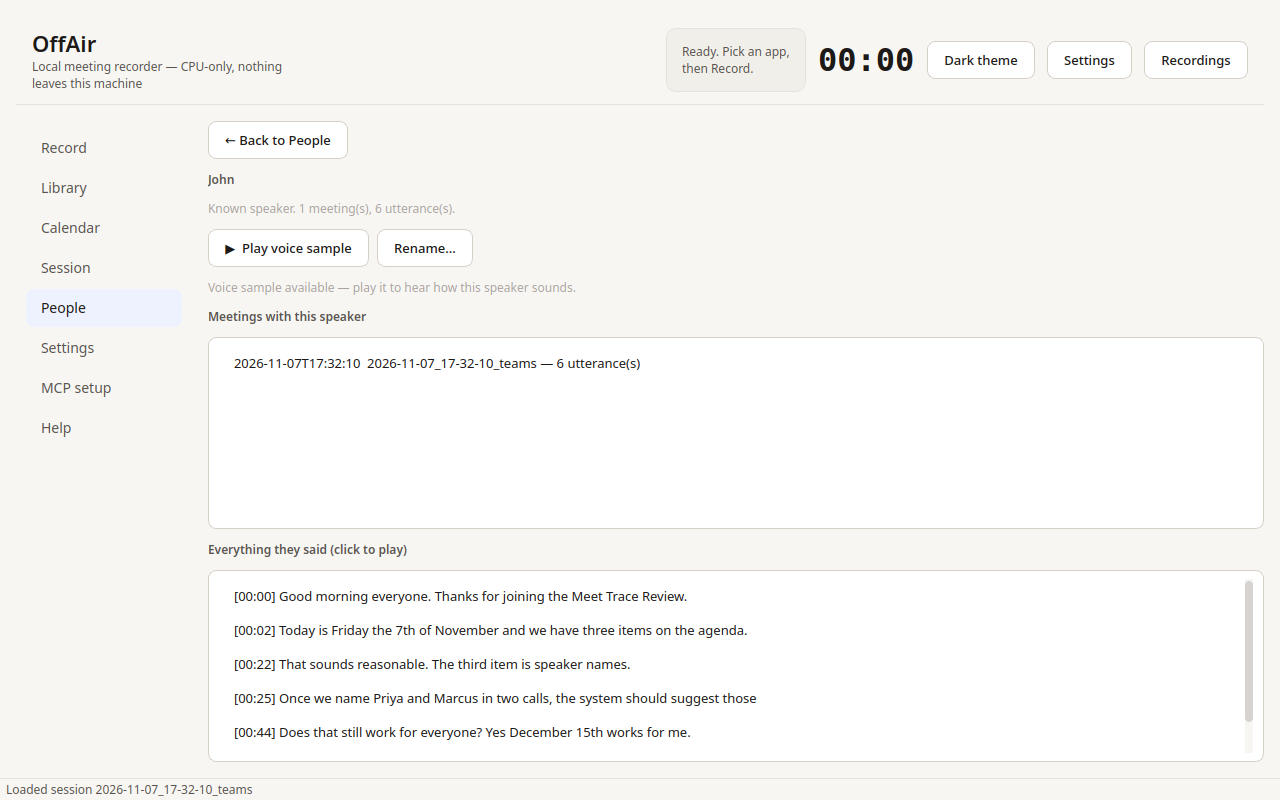 OffAir
Local meeting recorder — CPU-only, nothing
leaves this machine
Ready. Pick an app,
then Record.
00:00
Dark theme
Settings
Recordings
Record
Library
Calendar
Session
People
Settings
MCP setup
Help
← Back to People
John
Known speaker. 1 meeting(s), 6 utterance(s).
▶ Play voice sample
Rename...
Voice sample available — play it to hear how this speaker sounds.
Meetings with this speaker
2026-11-07T17:32:10  2026-11-07_17-32-10_teams — 6 utterance(s)
Everything they said (click to play)
[00:00] Good morning everyone. Thanks for joining the Meet Trace Review.
[00:02] Today is Friday the 7th of November and we have three items on the agenda.
[00:22] That sounds reasonable. The third item is speaker names.
[00:25] Once we name Priya and Marcus in two calls, the system should suggest those
[00:44] Does that still work for everyone? Yes December 15th works for me.
Loaded session 2026-11-07_17-32-10_teams